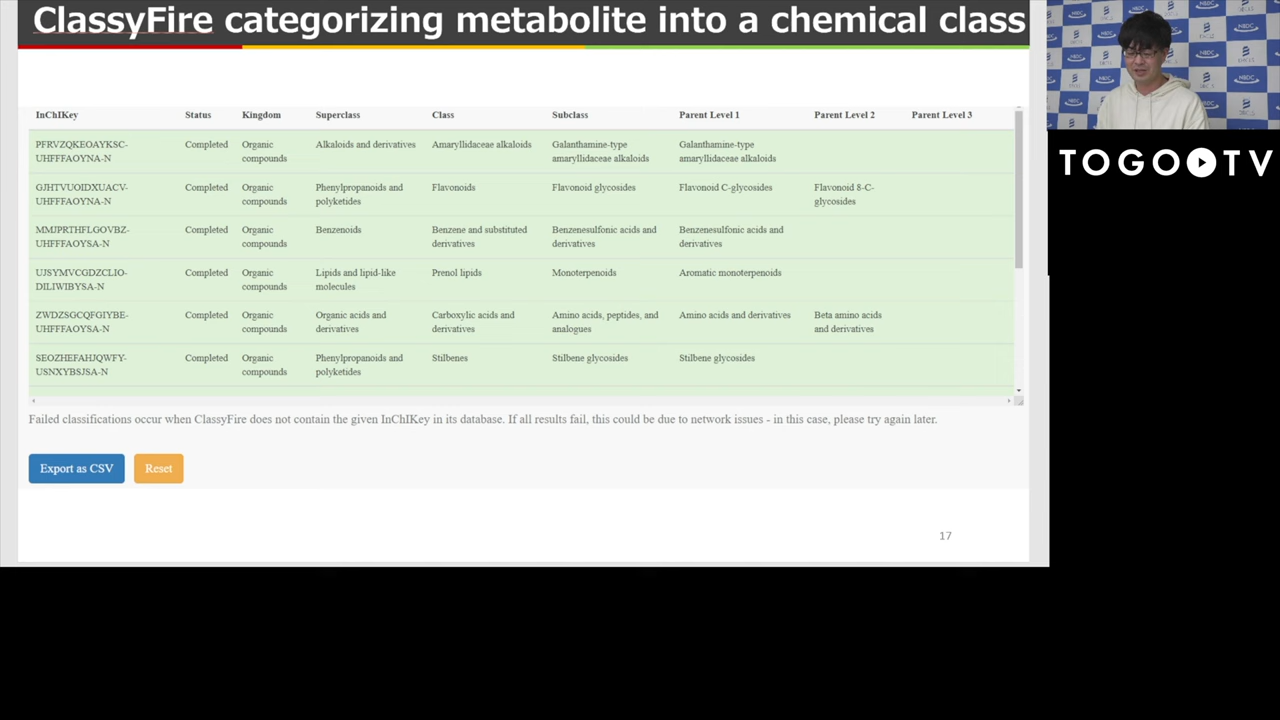 ClassyFire categorizing metabolite into a chemical class
InChIKey Status Kingdom Superclass Class Subclass Parent Level 1 Parent Level 2 Parent Level 3
PFRVZQKEOAYKSC- Completed Organic Alkaloids and derivatives Amaryllidaceae alkaloids Galanthamine-type Galanthamine-type
UHFFFAOYNA-N compounds amaryllidaceae alkaloids amaryllidaceae alkaloids
GJHTVUOIDXUACV- Completed Organic Phenylpropanoids and Flavonoids Flavonoid glycosides Flavonoid C-glycosides Flavonoid 8-C-
UHFFFAOYNA-N compounds polyketides glycosides
MMJPRTHFLGOVBZ- Completed Organic Benzenoids Benzene and substituted Benzenesulfonic acids and Benzenesulfonic acids and
UHFFFAOYSA-N compounds derivatives derivatives derivatives
UJSYMVCGDZCLIO- Completed Organic Lipids and lipid-like Prenol lipids Monoterpenoids Aromatic monoterpenoids
DILIWIBYSA-N compounds molecules
ZWDZSGCQFGIYBE- Completed Organic Organic acids and Carboxylic acids and Amino acids, peptides, and Amino acids and derivatives Beta amino acids
UHFFFAOYSA-N compounds derivatives derivatives analogues and derivatives
SEOZHEFAHJQWFY- Completed Organic Phenylpropanoids and Stilbenes Stilbene glycosides Stilbene glycosides
USNXYBSJSA-N compounds polyketides
Failed classifications occur when ClassyFire does not contain the given InChIKey in its database. If all results fail, this could be due to network issues - in this case, please try again later.
Export as CSV Reset
17
TOGO TV
NBDC